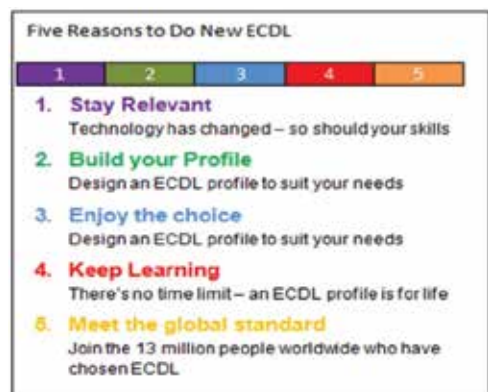 Five Reasons to Do New ECDL
1 2 3 4 5
1. Stay Relevant
Technology has changed – so should your skills
2. Build your Profile
Design an ECDL profile to suit your needs
3. Enjoy the choice
Design an ECDL profile to suit your needs
4. Keep Learning
There's no time limit – an ECDL profile is for life
5. Meet the global standard
Join the 13 million people worldwide who have
chosen ECDL